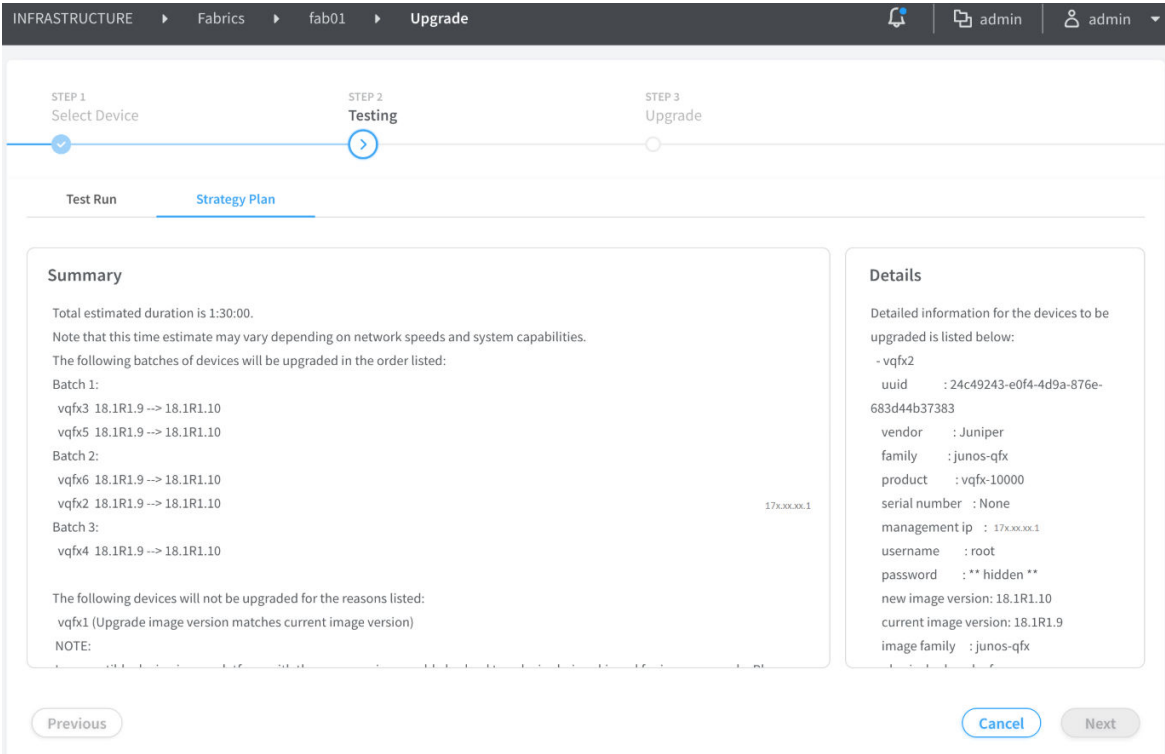 INFRASTRUCTURE ▸ Fabrics ▸ fab01 ▸ Upgrade
admin
admin
STEP 1
Select Device
STEP 2
Testing
STEP 3
Upgrade
Test Run
Strategy Plan
Summary
Total estimated duration is 1:30:00.
Note that this time estimate may vary depending on network speeds and system capabilities.
The following batches of devices will be upgraded in the order listed:
Batch 1:
vqfx3 18.1R1.9 --> 18.1R1.10
vqfx5 18.1R1.9 --> 18.1R1.10
Batch 2:
vqfx6 18.1R1.9 --> 18.1R1.10
vqfx2 18.1R1.9 --> 18.1R1.10
17x.xx.xx.1
Batch 3:
vqfx4 18.1R1.9 --> 18.1R1.10
The following devices will not be upgraded for the reasons listed:
vqfx1 (Upgrade image version matches current image version)
NOTE:
Details
Detailed information for the devices to be
upgraded is listed below:
- vqfx2
uuid : 24c49243-e0f4-4d9a-876e-
683d44b37383
vendor : Juniper
family : junos-qfx
product : vqfx-10000
serial number : None
management ip : 17x.xx.xx.1
username : root
password : ** hidden **
new image version: 18.1R1.10
current image version: 18.1R1.9
image family : junos-qfx
Previous
Cancel
Next